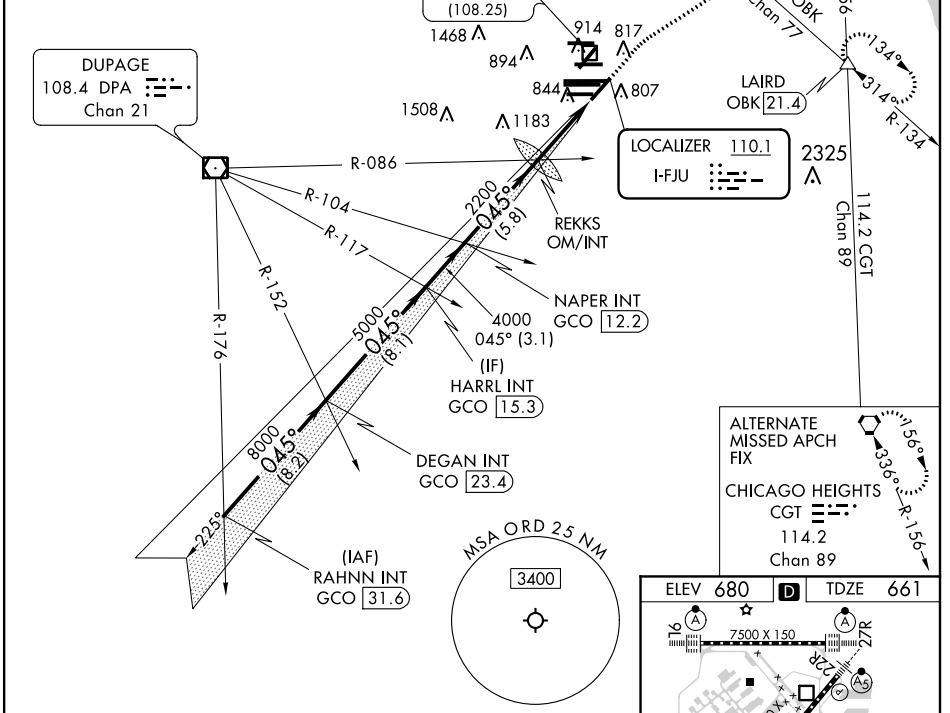 (108.25)
OBK
Chan 77
1468
914
817
894
134°
314°
R-134
DUPAGE
108.4 DPA
Chan 21
844
807
LAIRD
OBK 21.4
1508
1183
LOCALIZER 110.1
I-FJU
2325
R-086
2200
045°
(5.8)
R-104
R-117
REKKS
OM/INT
114.2 CGT
Chan 89
R-152
R-176
NAPER INT
GCO 12.2
5000
045°
(8.1)
4000
045° (3.1)
(IF)
HARRL INT
GCO 15.3
8000
045°
(8.2)
DEGAN INT
GCO 23.4
225°
(IAF)
RAHNN INT
GCO 31.6
ALTERNATE
MISSED APCH
FIX
CHICAGO HEIGHTS
CGT
114.2
Chan 89
156°
336°
R-156
MSA ORD 25 NM
3400
ELEV 680 D TDZE 661
A
A
9L
7500 X 150
27R
22R
A5
P